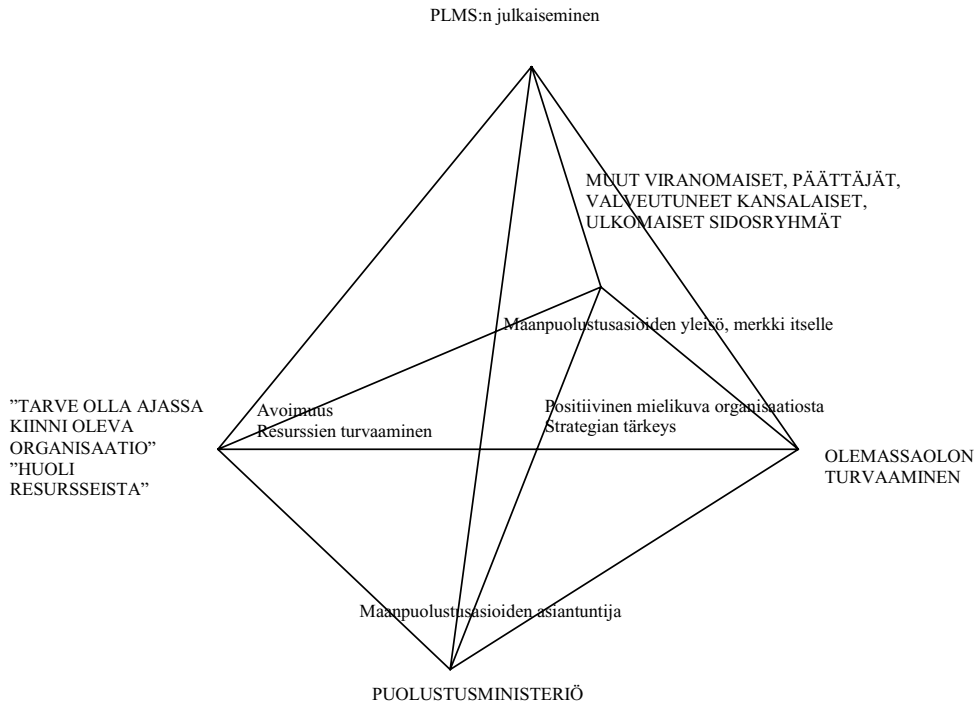 PLMS:n julkaiseminen
MUUT VIRANOMAISET, PÄÄTTÄJÄT,
VALVEUTUNEET KANSALAISET,
ULKOMAISET SIDOSRYHMÄT
Maanpuolustusasioiden yleisö, merkki itselle
”TARVE OLLA AJASSA
KIINNI OLEVA
ORGANISAATIO”
”HUOLI
RESURSSEISTA”
Avoimuus
Resurssien turvaaminen
Positiivinen mielikuva organisaatiosta
Strategian tärkeys
OLEMASSAOLON
TURVAAMINEN
Maanpuolustusasioiden asiantuntija
PUOLUSTUSMINISTERIÖ